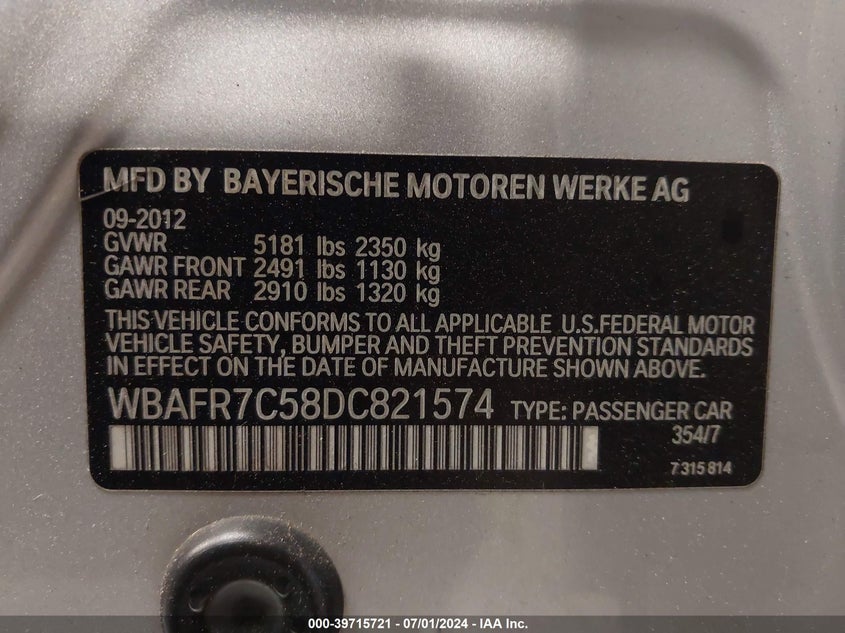 MFD BY BAYERISCHE MOTOREN WERKE AG
09-2012
GVWR 5181 lbs 2350 kg
GAWR FRONT 2491 lbs 1130 kg
GAWR REAR 2910 lbs 1320 kg
THIS VEHICLE CONFORMS TO ALL APPLICABLE U.S.FEDERAL MOTOR
VEHICLE SAFETY, BUMPER AND THEFT PREVENTION STANDARDS
IN EFFECT ON THE DATE OF MANUFACTURE SHOWN ABOVE.
WBAFR7C58DC821574 TYPE: PASSENGER CAR
354/7
7 315 814
000-39715721 - 07/01/2024 - IAA Inc.